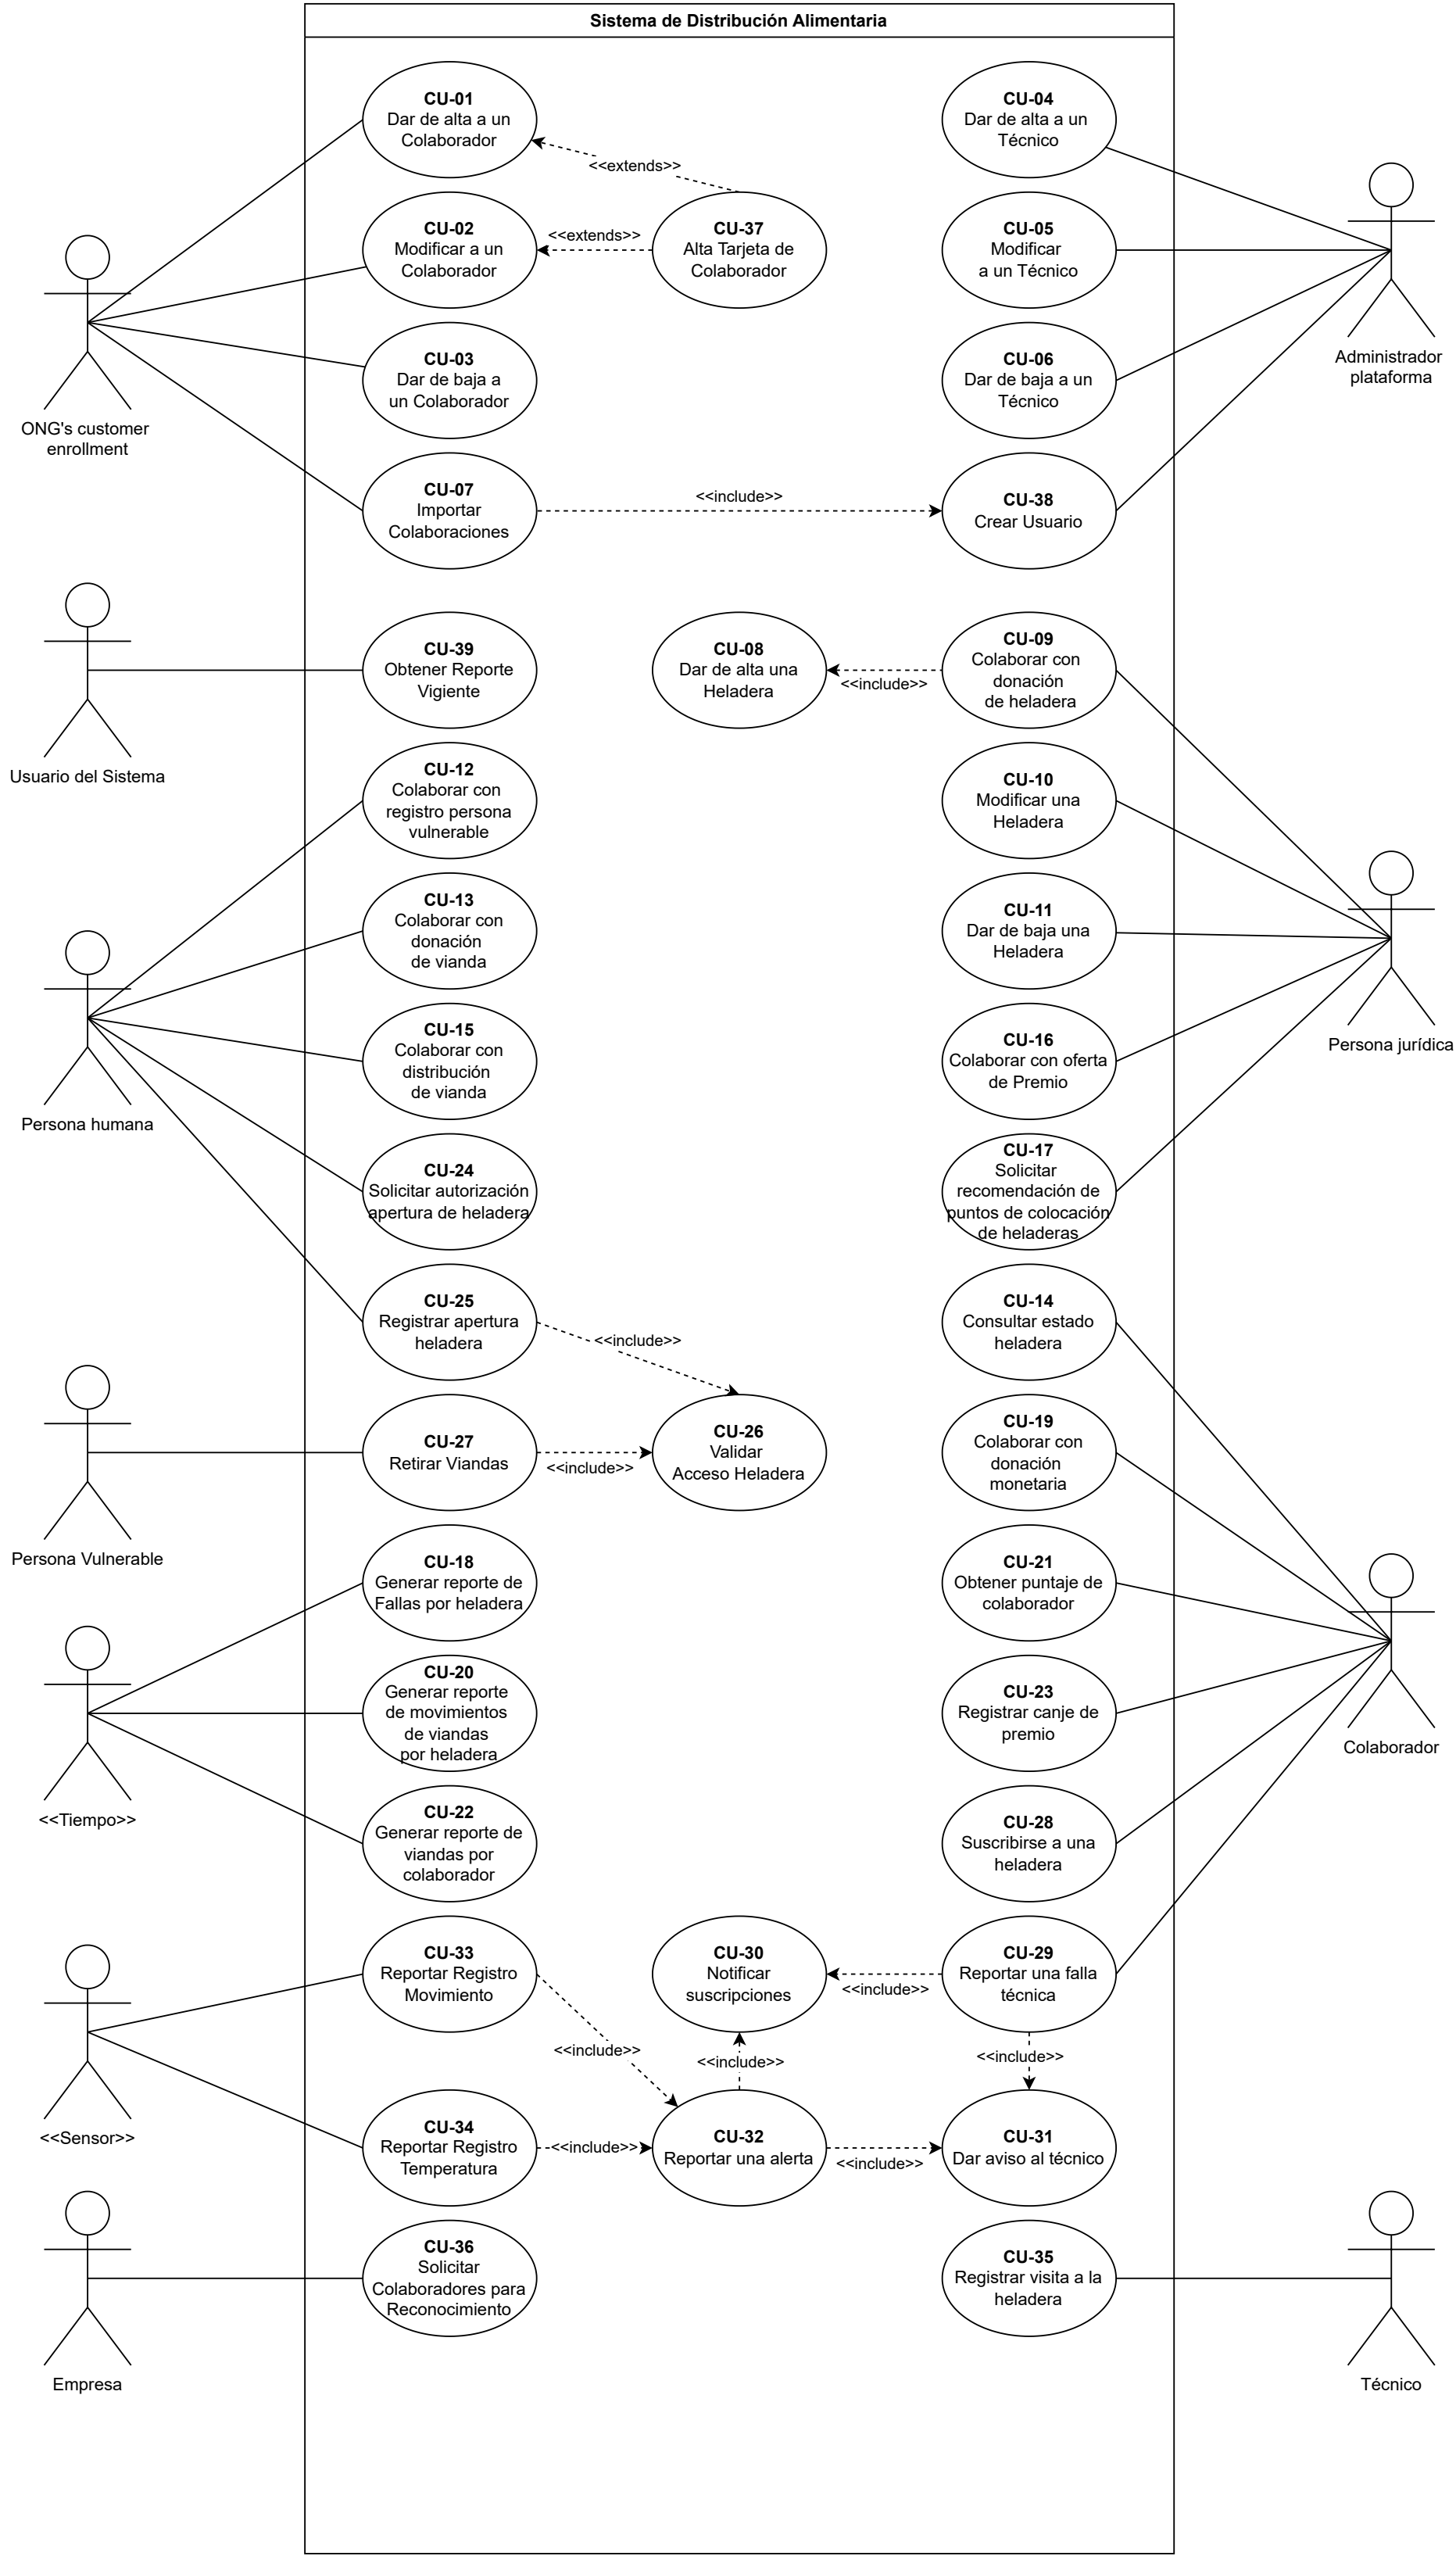 Sistema de Distribución Alimentaria
CU-01
Dar de alta a un
Colaborador
CU-04
Dar de alta a un
Técnico
<<extends>>
CU-02
Modificar a un
Colaborador
<<extends>>
CU-37
Alta Tarjeta de
Colaborador
CU-05
Modificar
a un Técnico
CU-03
Dar de baja a
un Colaborador
CU-06
Dar de baja a un
Técnico
Administrador
plataforma
ONG's customer
enrollment
CU-07
Importar
Colaboraciones
<<include>>
CU-38
Crear Usuario
CU-39
Obtener Reporte
Vigiente
CU-08
Dar de alta una
Heladera
<<include>>
CU-09
Colaborar con
donación
de heladera
Usuario del Sistema
CU-12
Colaborar con
registro persona
vulnerable
CU-10
Modificar una
Heladera
CU-13
Colaborar con
donación
de vianda
CU-11
Dar de baja una
Heladera
CU-15
Colaborar con
distribución
de vianda
CU-16
Colaborar con oferta
de Premio
Persona jurídica
Persona humana
CU-24
Solicitar autorización
apertura de heladera
CU-17
Solicitar
recomendación de
puntos de colocación
de heladeras
CU-25
Registrar apertura
heladera
<<include>>
CU-14
Consultar estado
heladera
CU-27
Retirar Viandas
<<include>>
CU-26
Validar
Acceso Heladera
CU-19
Colaborar con
donación
monetaria
Persona Vulnerable
CU-18
Generar reporte de
Fallas por heladera
CU-21
Obtener puntaje de
colaborador
CU-20
Generar reporte
de movimientos
de viandas
por heladera
CU-23
Registrar canje de
premio
Colaborador
<<Tiempo>>
CU-22
Generar reporte de
viandas por
colaborador
CU-28
Suscribirse a una
heladera
CU-33
Reportar Registro
Movimiento
CU-30
Notificar
suscripciones
<<include>>
CU-29
Reportar una falla
técnica
<<include>>
<<include>>
<<include>>
<<Sensor>>
CU-34
Reportar Registro
Temperatura
<<include>>
CU-32
Reportar una alerta
<<include>>
CU-31
Dar aviso al técnico
CU-36
Solicitar
Colaboradores para
Reconocimiento
CU-35
Registrar visita a la
heladera
Empresa
Técnico